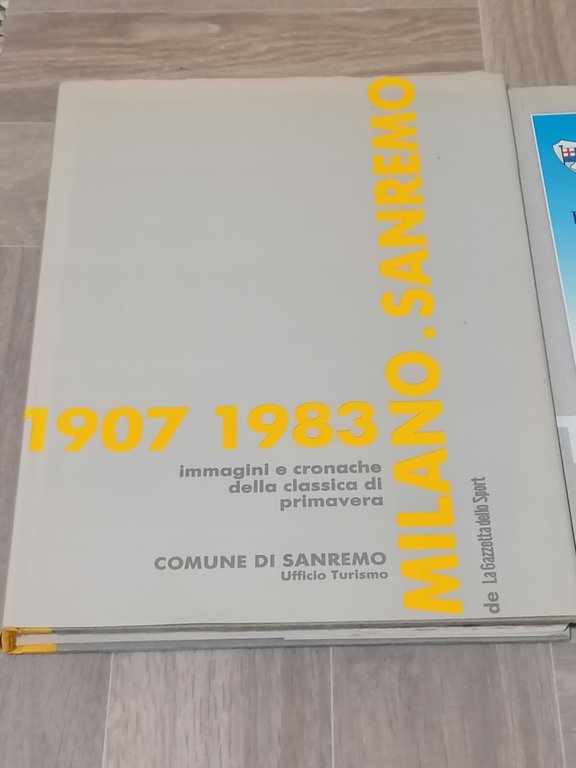 MILANO . SANREMO
1907 1983
immagini e cronache
della classica di
primavera
COMUNE DI SANREMO
Ufficio Turismo
de La Gazzetta dello Sport